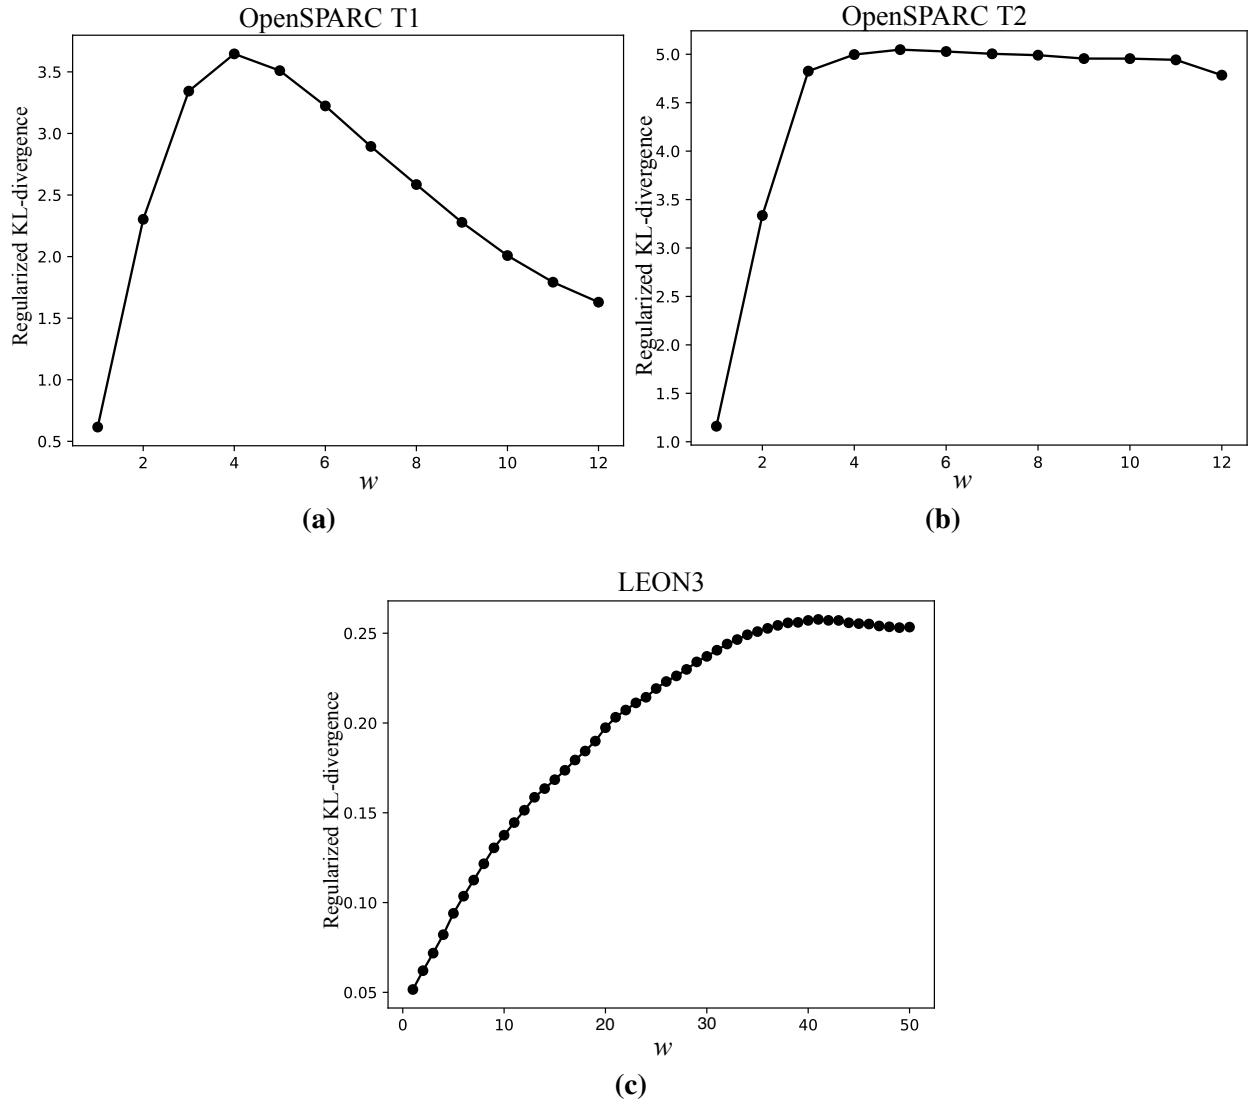 OpenSPARC T1
Regularized KL-divergence
3.5
3.0
2.5
2.0
1.5
1.0
0.5
2 4 6 8 10 12
w
(a)
OpenSPARC T2
Regularized KL-divergence
5.0
4.5
4.0
3.5
3.0
2.5
2.0
1.5
1.0
2 4 6 8 10 12
w
(b)
LEON3
Regularized KL-divergence
0.25
0.20
0.15
0.10
0.05
0 10 20 30 40 50
w
(c)